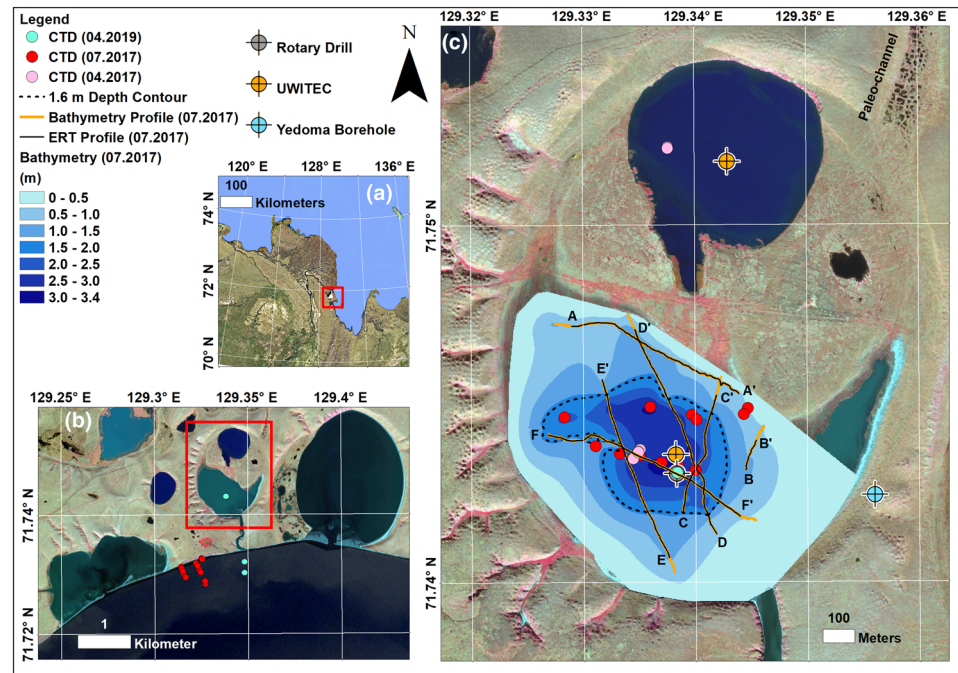 Legend
CTD (04.2019)
CTD (07.2017)
CTD (04.2017)
1.6 m Depth Contour
Bathymetry Profile (07.2017)
ERT Profile (07.2017)
Bathymetry (07.2017)
(m)
0 - 0.5
0.5 - 1.0
1.0 - 1.5
1.5 - 2.0
2.0 - 2.5
2.5 - 3.0
3.0 - 3.4
Rotary Drill
UWITEC
Yedoma Borehole
N
120° E
128° E
136° E
(a)
100
Kilometers
74° N
72° N
70° N
129.25
129.31
129.35
129.4
(b)
71.74° N
71.72° N
1
Kilometer
129.32° E
129.33° E
129.34° E
129.35° E
129.36° E
(c)
Paleo-channel
71.75° N
71.74° N
A
D'
E'
A'
C'
F
B'
B
F'
C
D
E
100
Meters